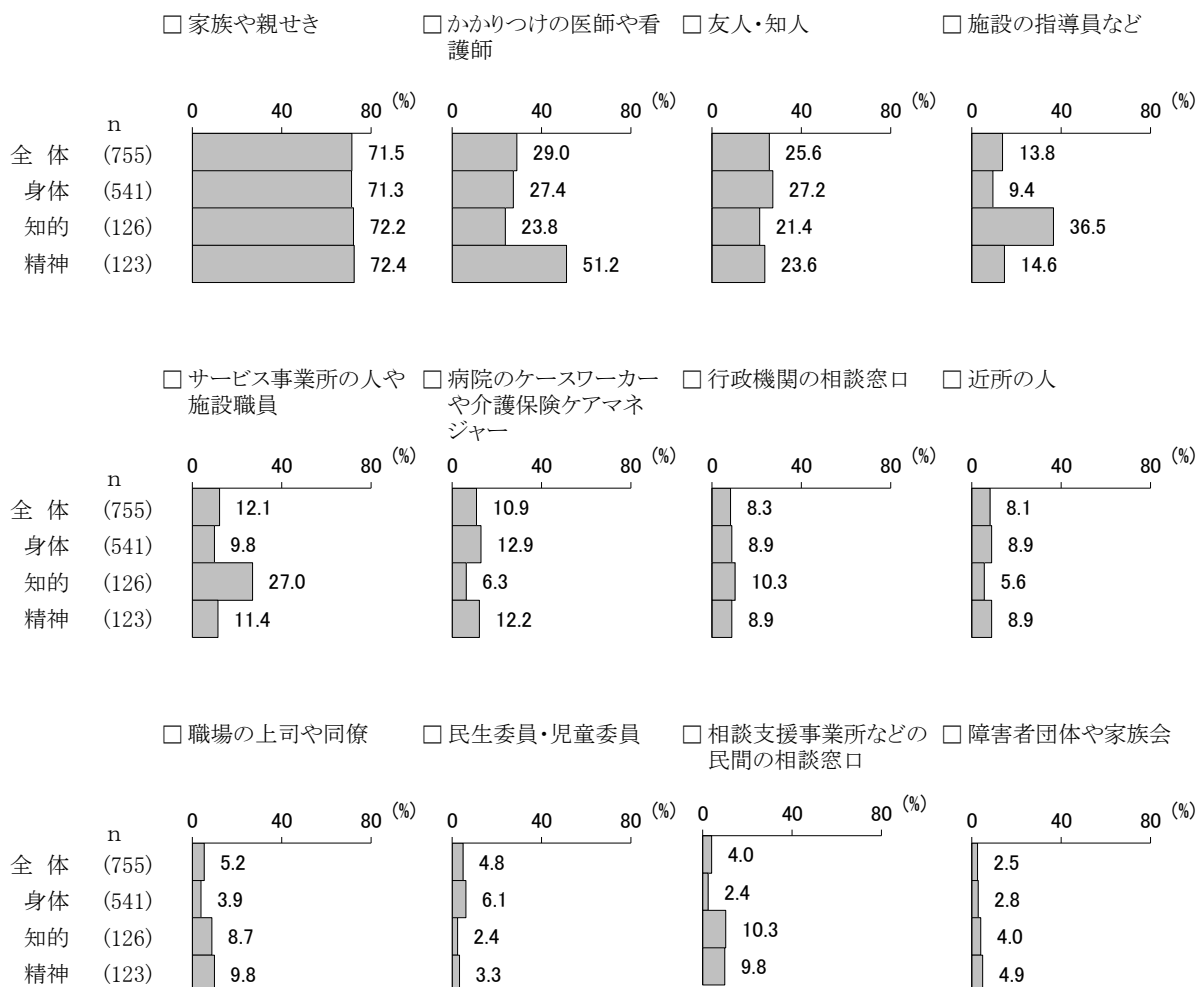 □ 家族や親せき
□ かかりつけの医師や看
護師
□ 友人・知人
□ 施設の指導員など
0 40 80 (%)
0 40 80 (%)
0 40 80 (%)
0 40 80 (%)
n
全 体 (755) 71.5 29.0 25.6 13.8
身体 (541) 71.3 27.4 27.2 9.4
知的 (126) 72.2 23.8 21.4 36.5
精神 (123) 72.4 51.2 23.6 14.6
□ サービス事業所の人や
施設職員
□ 病院のケースワーカー
や介護保険ケアマネ
ジャー
□ 行政機関の相談窓口
□ 近所の人
0 40 80 (%)
0 40 80 (%)
0 40 80 (%)
0 40 80 (%)
n
全 体 (755) 12.1 10.9 8.3 8.1
身体 (541) 9.8 12.9 8.9 8.9
知的 (126) 27.0 6.3 10.3 5.6
精神 (123) 11.4 12.2 8.9 8.9
□ 職場の上司や同僚
□ 民生委員・児童委員
□ 相談支援事業所などの
民間の相談窓口
□ 障害者団体や家族会
0 40 80 (%)
0 40 80 (%)
0 40 80 (%)
0 40 80 (%)
n
全 体 (755) 5.2 4.8 4.0 2.5
身体 (541) 3.9 6.1 2.4 2.8
知的 (126) 8.7 2.4 10.3 4.0
精神 (123) 9.8 3.3 9.8 4.9